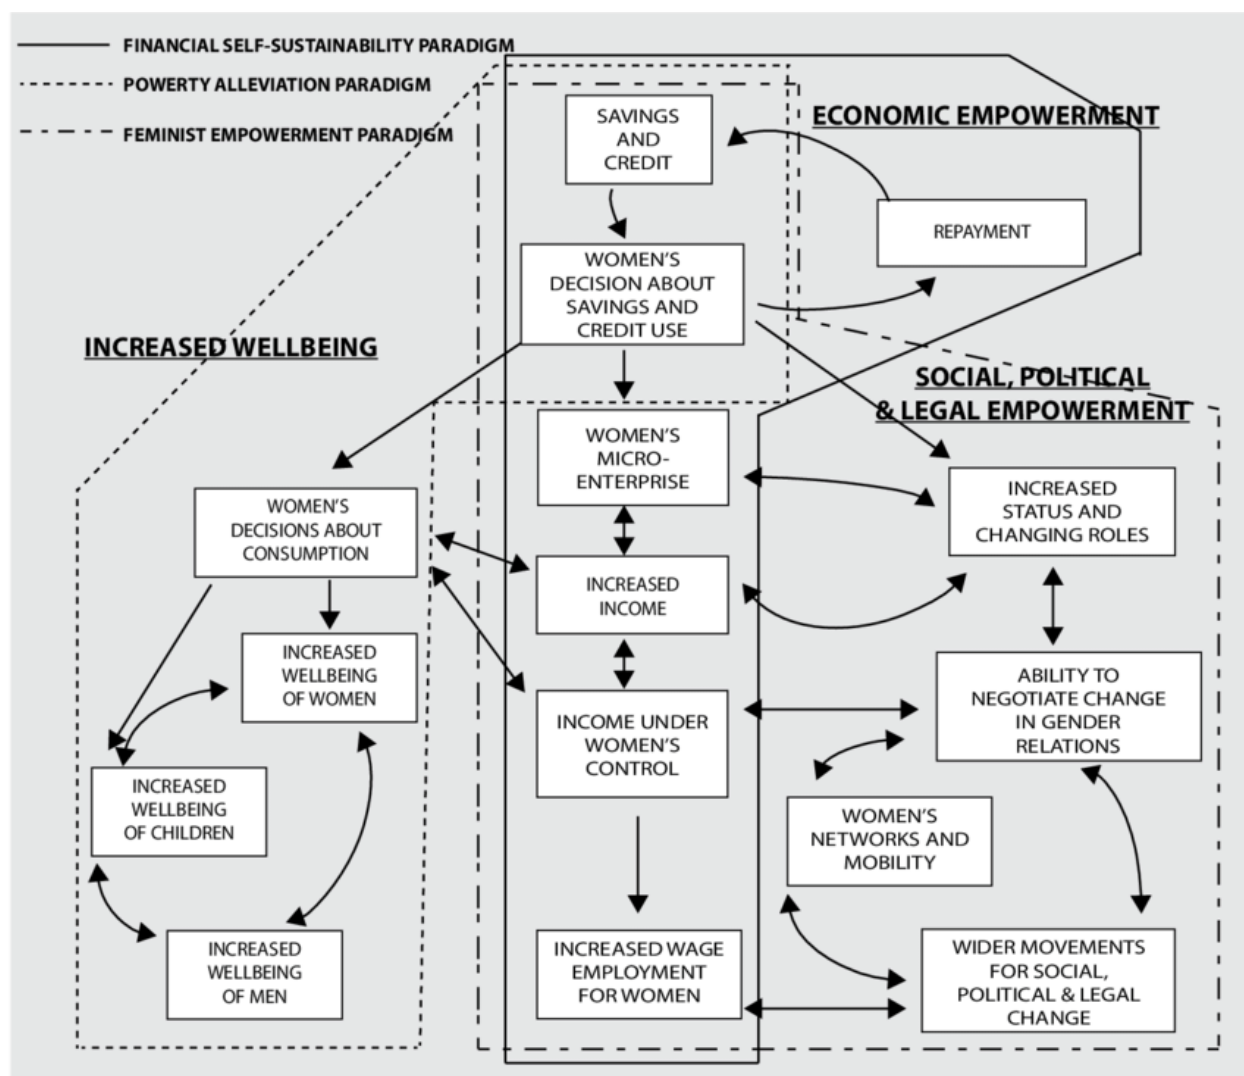 FINANCIAL SELF-SUSTAINABILITY PARADIGM
POWERTY ALLEVIATION PARADIGM
FEMINIST EMPOWERMENT PARADIGM
SAVINGS
AND
CREDIT
ECONOMIC EMPOWERMENT
REPAYMENT
WOMEN'S
DECISION ABOUT
SAVINGS AND
CREDIT USE
INCREASED WELLBEING
SOCIAL, POLITICAL
& LEGAL EMPOWERMENT
WOMEN'S
MICRO-
ENTERPRISE
INCREASED
STATUS AND
CHANGING ROLES
WOMEN'S
DECISIONS ABOUT
CONSUMPTION
INCREASED
INCOME
INCREASED
WELLBEING
OF WOMEN
ABILITY TO
NEGOTIATE CHANGE
IN GENDER
RELATIONS
INCOME UNDER
WOMEN'S
CONTROL
INCREASED
WELLBEING
OF CHILDREN
WOMEN'S
NETWORKS AND
MOBILITY
INCREASED
WELLBEING
OF MEN
INCREASED WAGE
EMPLOYMENT
FOR WOMEN
WIDER MOVEMENTS
FOR SOCIAL,
POLITICAL & LEGAL
CHANGE